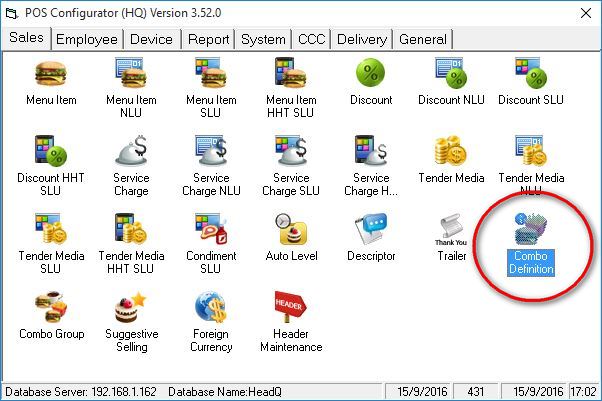 POS Configurator (HQ) Version 3.52.0
Sales Employee Device Report System CCC Delivery General
Menu Item
Menu Item NLU
Menu Item SLU
Menu Item HHT SLU
Discount
Discount NLU
Discount SLU
Discount HHT SLU
Service Charge
Service Charge NLU
Service Charge SLU
Service Charge H...
Tender Media
Tender Media NLU
Tender Media SLU
Tender Media HHT SLU
Condiment SLU
Auto Level
Descriptor
Thank You
Trailer
Combo Definition
Combo Group
Suggestive Selling
Foreign Currency
HEADER
Header Maintenance
Database Server: 192.168.1.162 Database Name:HeadQ 15/9/2016 431 15/9/2016 17:02